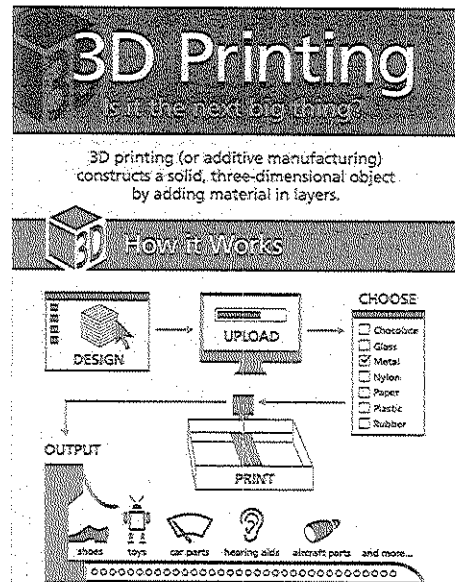 3D Printing
Is it the next big thing?
3D printing (or additive manufacturing)
constructs a solid, three-dimensional object
by adding material in layers.
3D
How it Works
DESIGN
UPLOAD
CHOOSE
Chocolate
Glass
Metal
Nylon
Paper
Plastic
Rubber
PRINT
OUTPUT
shoes toys car parts hearing aids aircraft parts and more...